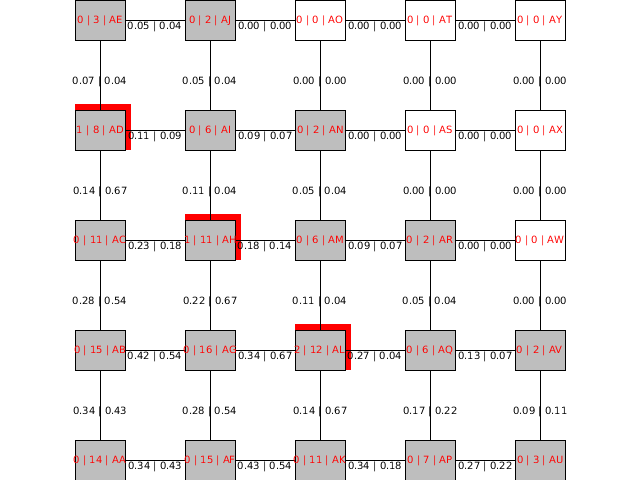 0 | 3 | AE 0.05 | 0.04 0 | 2 | AJ 0.00 | 0.00 0 | 0 | AO 0.00 | 0.00 0 | 0 | AT 0.00 | 0.00 0 | 0 | AY
0.07 | 0.04 0.05 | 0.04 0.00 | 0.00 0.00 | 0.00 0.00 | 0.00
1 | 8 | AD 0.11 | 0.09 0 | 6 | AI 0.09 | 0.07 0 | 2 | AN 0.00 | 0.00 0 | 0 | AS 0.00 | 0.00 0 | 0 | AX
0.14 | 0.67 0.11 | 0.04 0.05 | 0.04 0.00 | 0.00 0.00 | 0.00
0 | 11 | AC 0.23 | 0.18 1 | 11 | AH 0.18 | 0.14 0 | 6 | AM 0.09 | 0.07 0 | 2 | AR 0.00 | 0.00 0 | 0 | AW
0.28 | 0.54 0.22 | 0.67 0.11 | 0.04 0.05 | 0.04 0.00 | 0.00
0 | 15 | AB 0.42 | 0.54 0 | 16 | AG 0.34 | 0.67 2 | 12 | AL 0.27 | 0.04 0 | 6 | AQ 0.13 | 0.07 0 | 2 | AV
0.34 | 0.43 0.28 | 0.54 0.14 | 0.67 0.17 | 0.22 0.09 | 0.11
0 | 14 | AA 0.34 | 0.43 0 | 15 | AF 0.43 | 0.54 0 | 11 | AK 0.34 | 0.18 0 | 7 | AP 0.27 | 0.22 0 | 3 | AU